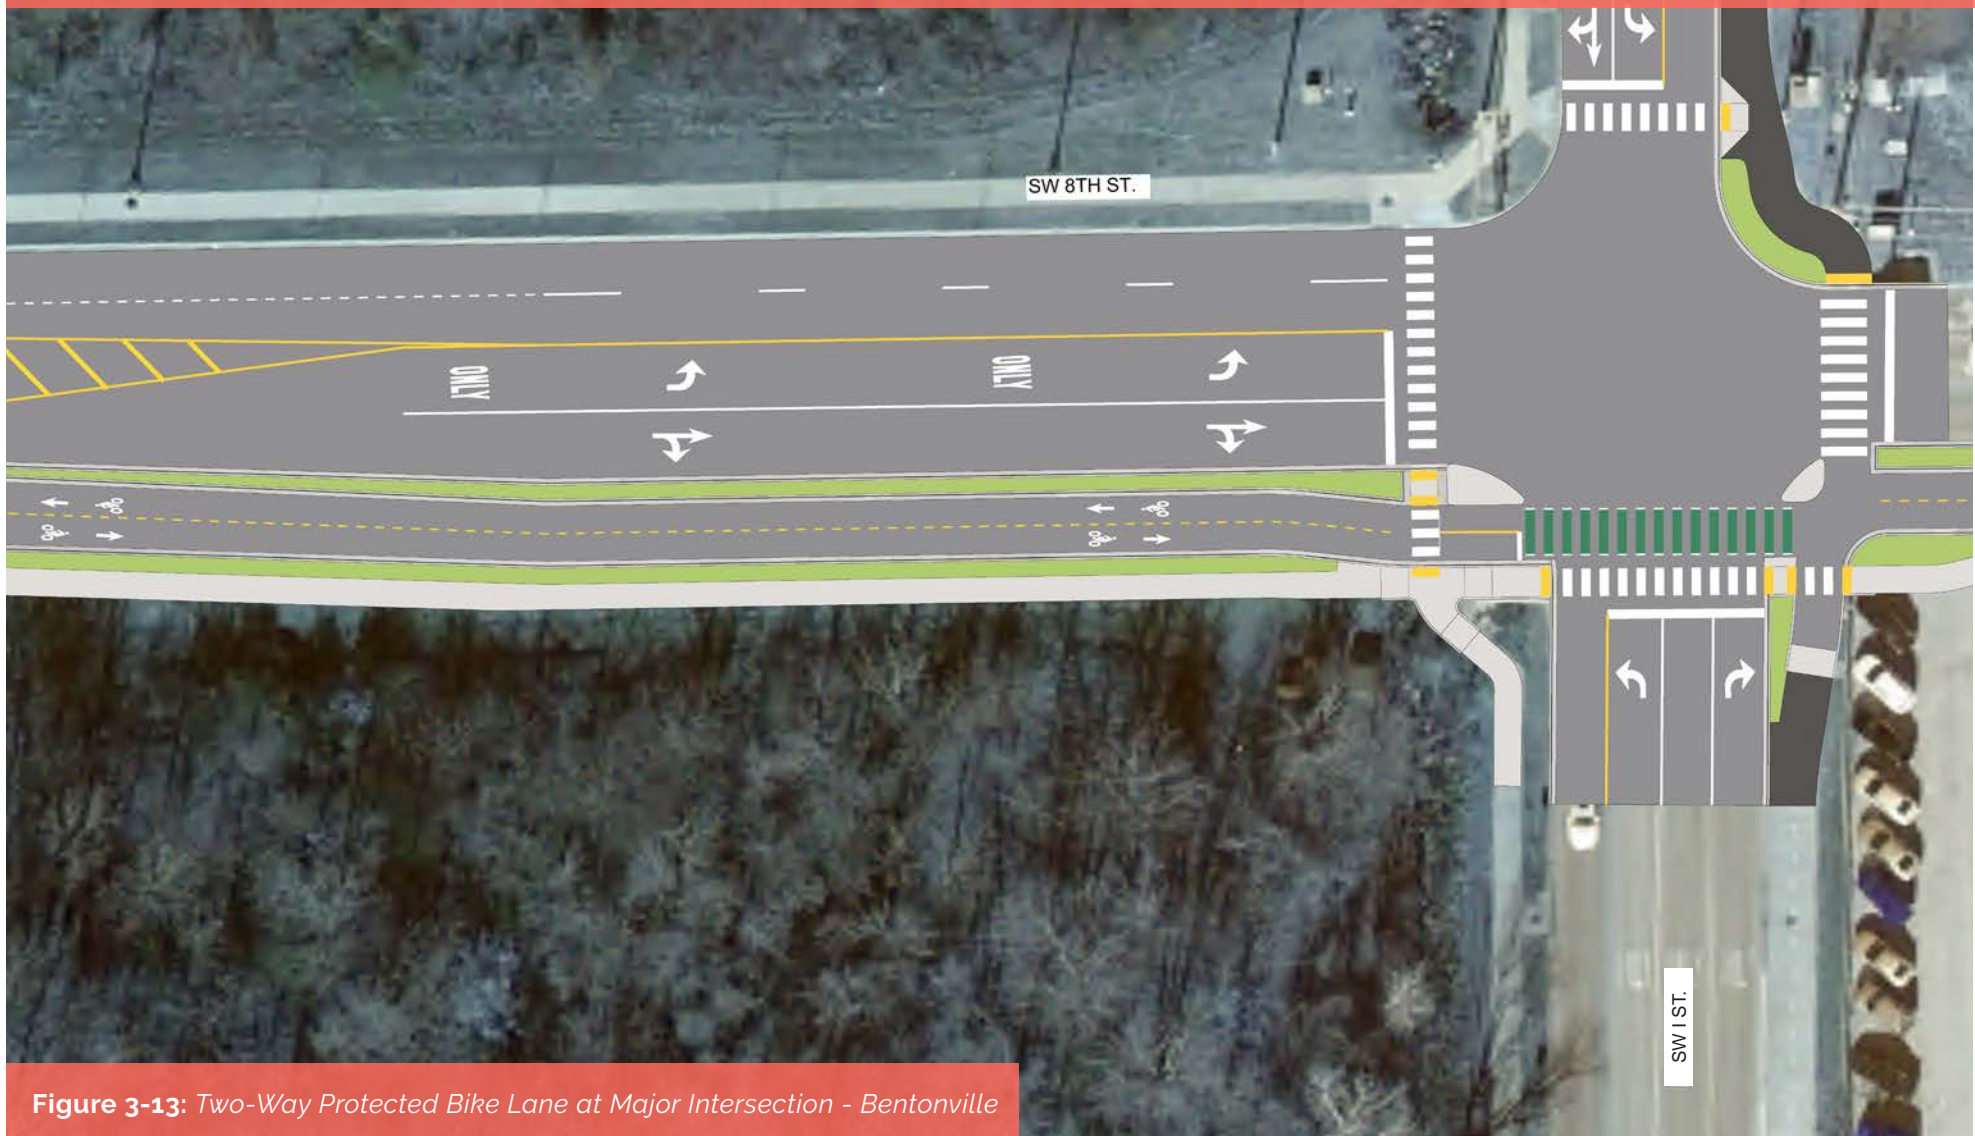 SW 8TH ST.
ONLY
ONLY
SW I ST.
Figure 3-13: Two-Way Protected Bike Lane at Major Intersection - Bentonville